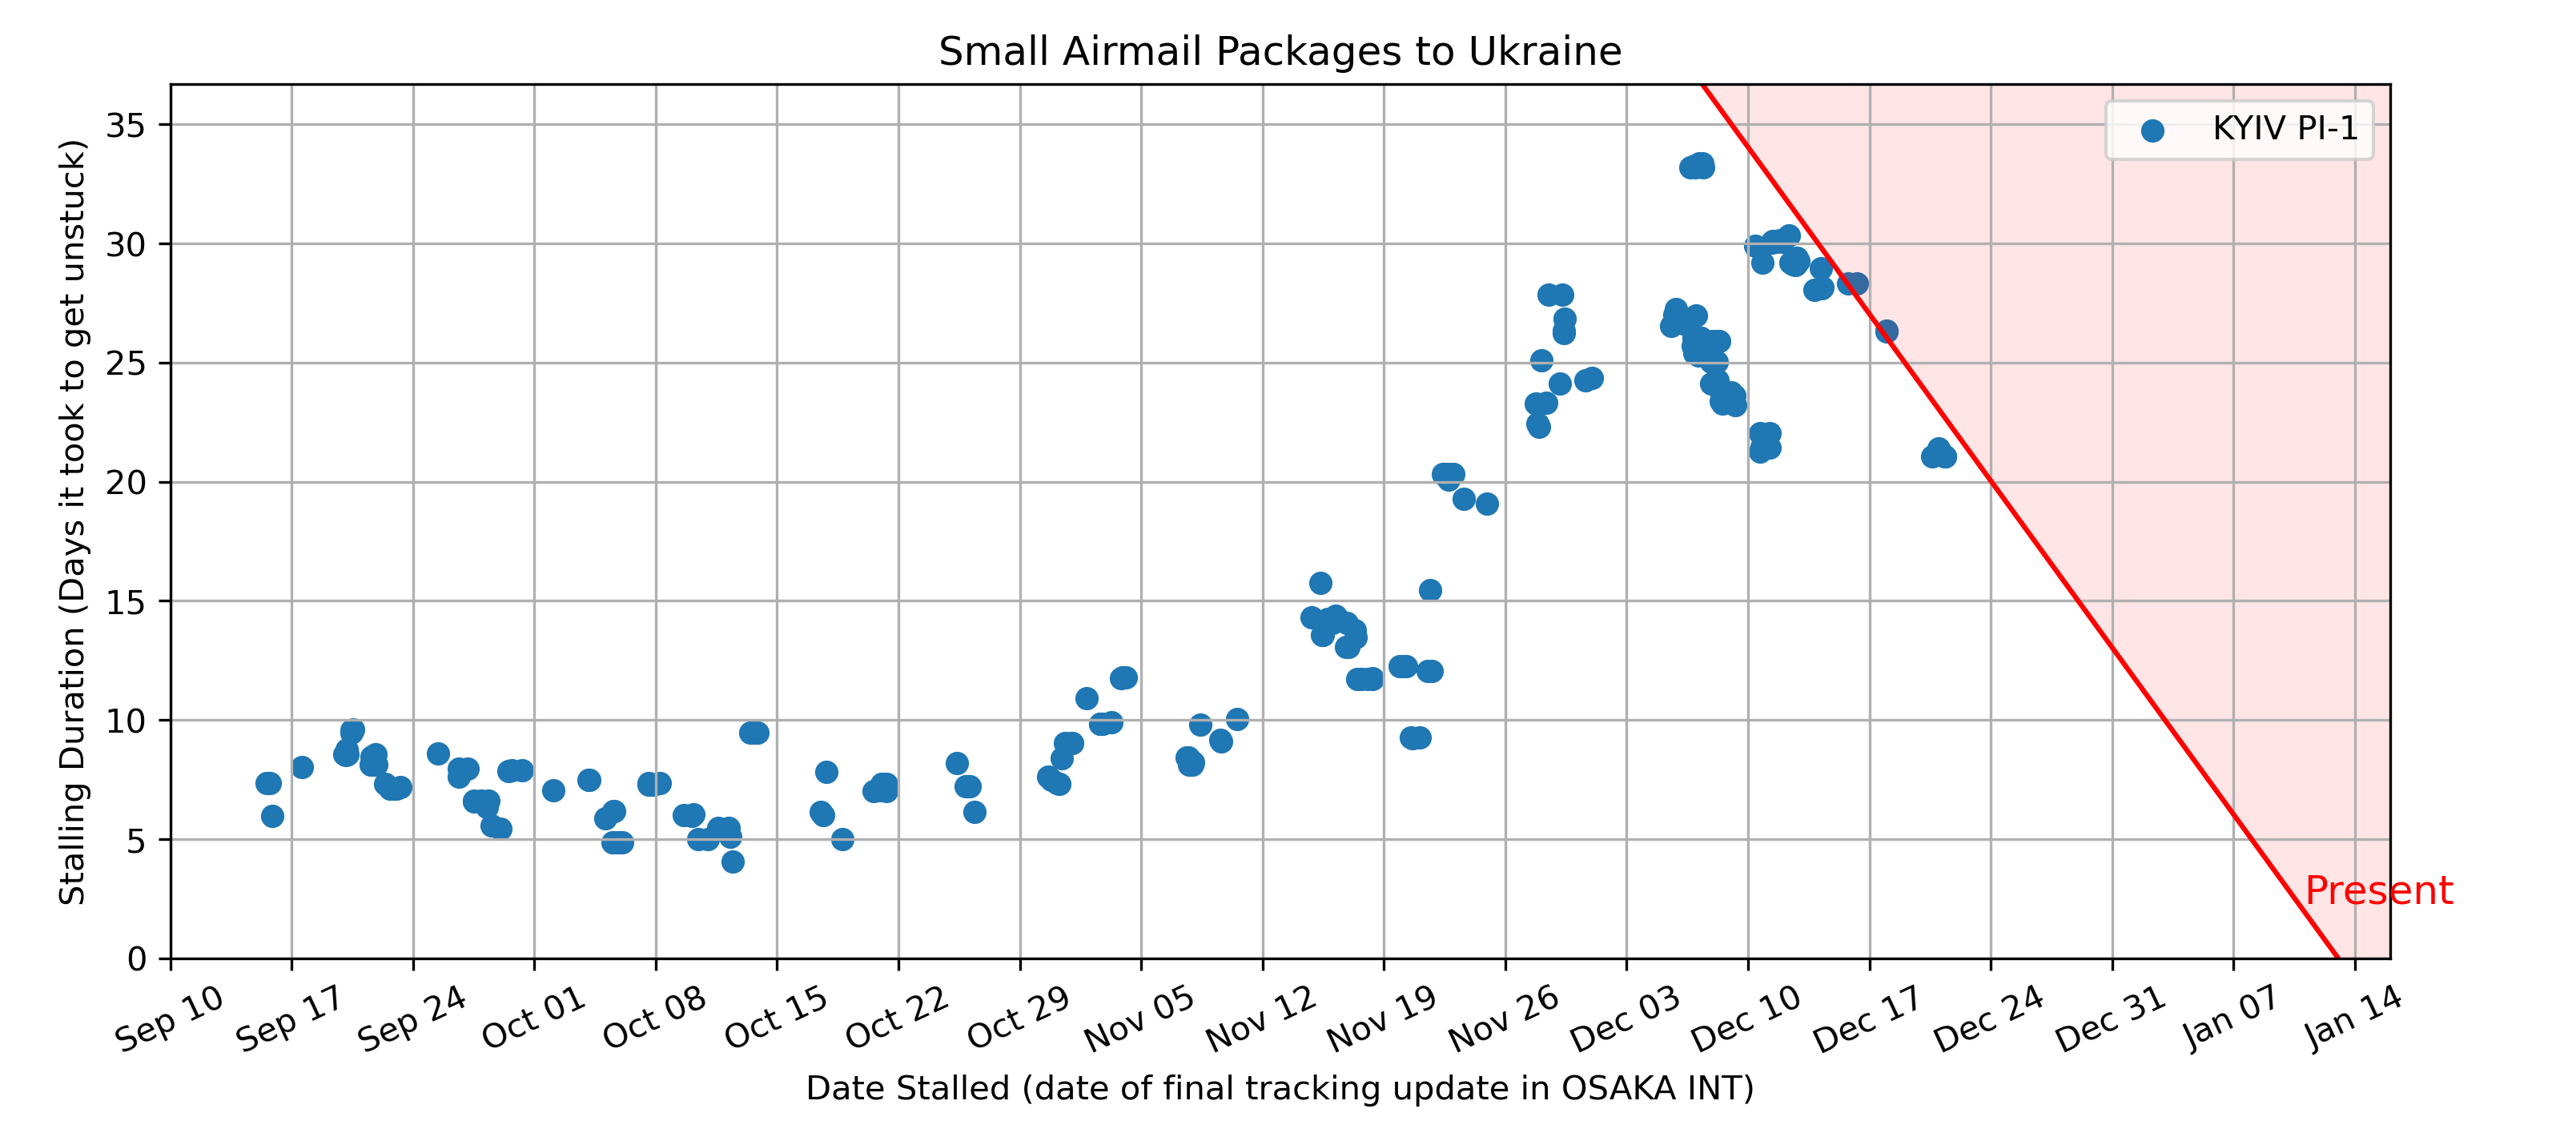 Small Airmail Packages to Ukraine
KYIV PI-1
Stalling Duration (Days it took to get unstuck)
35
30
25
20
15
10
5
0
Present
Sep 10
Sep 17
Sep 24
Oct 01
Oct 08
Oct 15
Oct 22
Oct 29
Nov 05
Nov 12
Nov 19
Nov 26
Dec 03
Dec 10
Dec 17
Dec 24
Dec 31
Jan 07
Jan 14
Date Stalled (date of final tracking update in OSAKA INT)